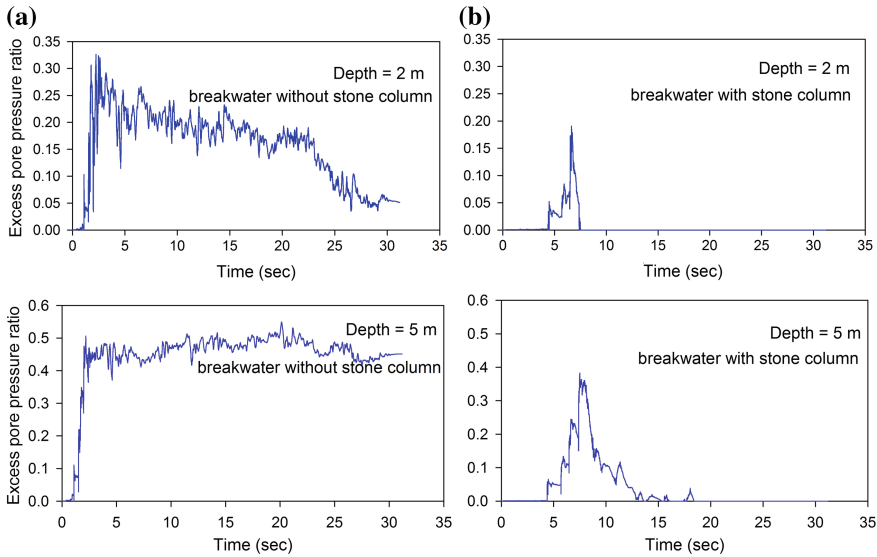 (a)
Excess pore pressure ratio
0.35
0.30
0.25
0.20
0.15
0.10
0.05
0.00
Depth = 2 m
breakwater without stone column
0 5 10 15 20 25 30 35
Time (sec)
(b)
0.35
0.30
0.25
0.20
0.15
0.10
0.05
0.00
Depth = 2 m
breakwater with stone column
0 5 10 15 20 25 30 35
Time (sec)
Excess pore pressure ratio
0.6
0.5
0.4
0.3
0.2
0.1
0.0
Depth = 5 m
breakwater without stone column
0 5 10 15 20 25 30 35
Time (sec)
0.6
0.5
0.4
0.3
0.2
0.1
0.0
Depth = 5 m
breakwater with stone column
0 5 10 15 20 25 30 35
Time (sec)